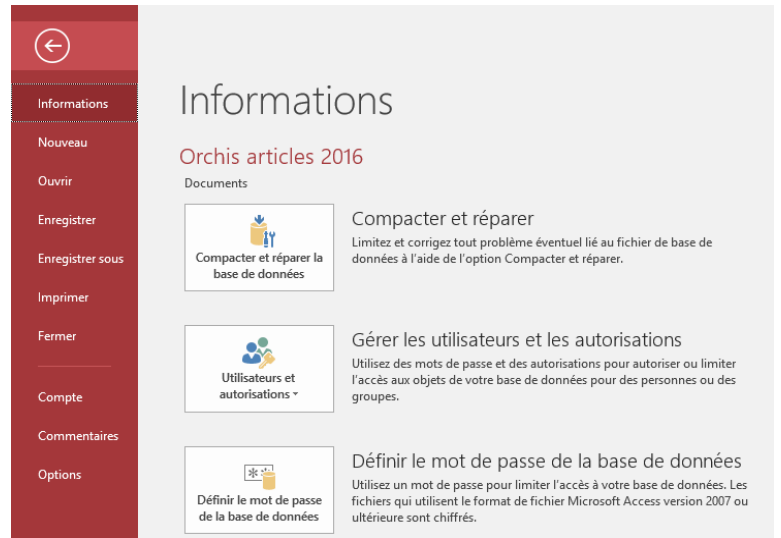 Informations
Nouveau
Ouvrir
Enregistrer
Enregistrer sous
Imprimer
Fermer
Compte
Commentaires
Options
Informations
Orchis articles 2016
Documents
Compacter et réparer la
base de données
Compacter et réparer
Limitez et corrigez tout problème éventuel lié au fichier de base de
données à l'aide de l'option Compacter et réparer.
Utilisateurs et
autorisations
Gérer les utilisateurs et les autorisations
Utilisez des mots de passe et des autorisations pour autoriser ou limiter
l'accès aux objets de votre base de données pour des personnes ou des
groupes.
Définir le mot de passe
de la base de données
Définir le mot de passe de la base de données
Utilisez un mot de passe pour limiter l'accès à votre base de données. Les
fichiers qui utilisent le format de fichier Microsoft Access version 2007 ou
ultérieure sont chiffrés.